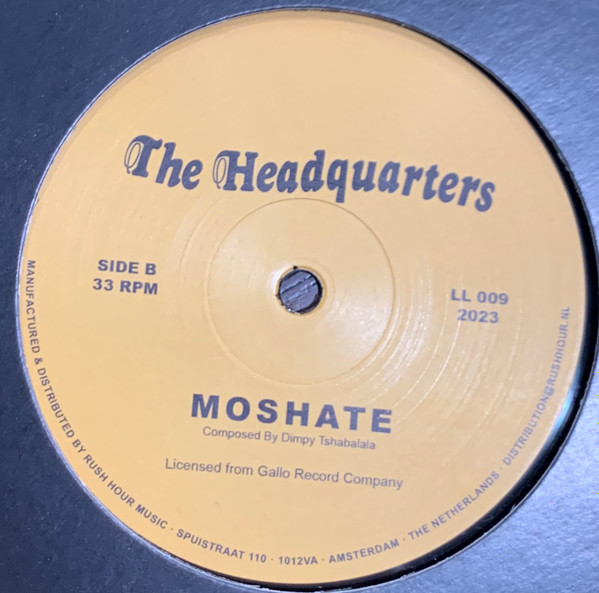 The Headquarters
SIDE B
33 RPM
LL 009
2023
MOSHATE
Composed By Dimpy Tshabalala
Licensed from Gallo Record Company
MANUFACTURED & DISTRIBUTED BY RUSH HOUR MUSIC · SPUISTRAAT 110 · 1012VA · AMSTERDAM · THE NETHERLANDS · DISTRIBUTION@RUSHHOUR.NL